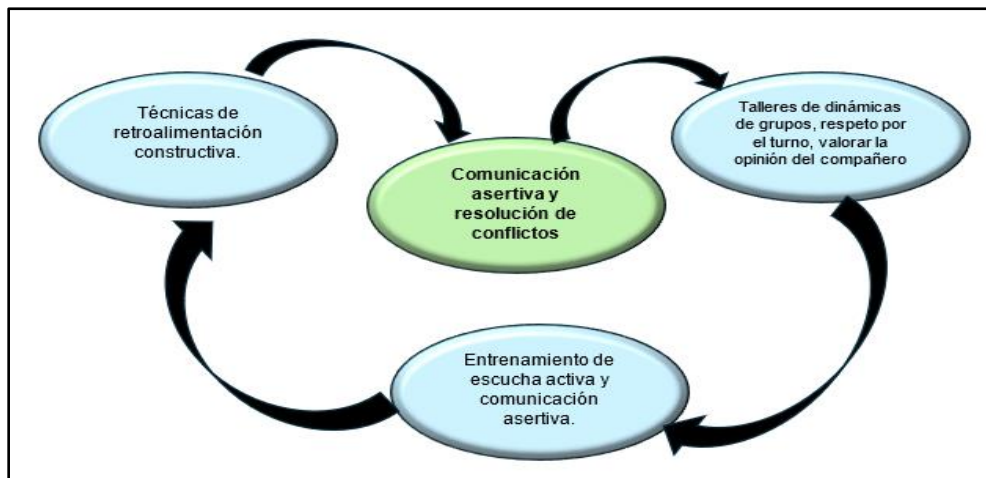 Técnicas de
retroalimentación
constructiva.
Comunicación
asertiva y
resolución de
conflictos
Talleres de dinámicas
de grupos, respeto por
el turno, valorar la
opinión del compañero
Entrenamiento de
escucha activa y
comunicación
asertiva.